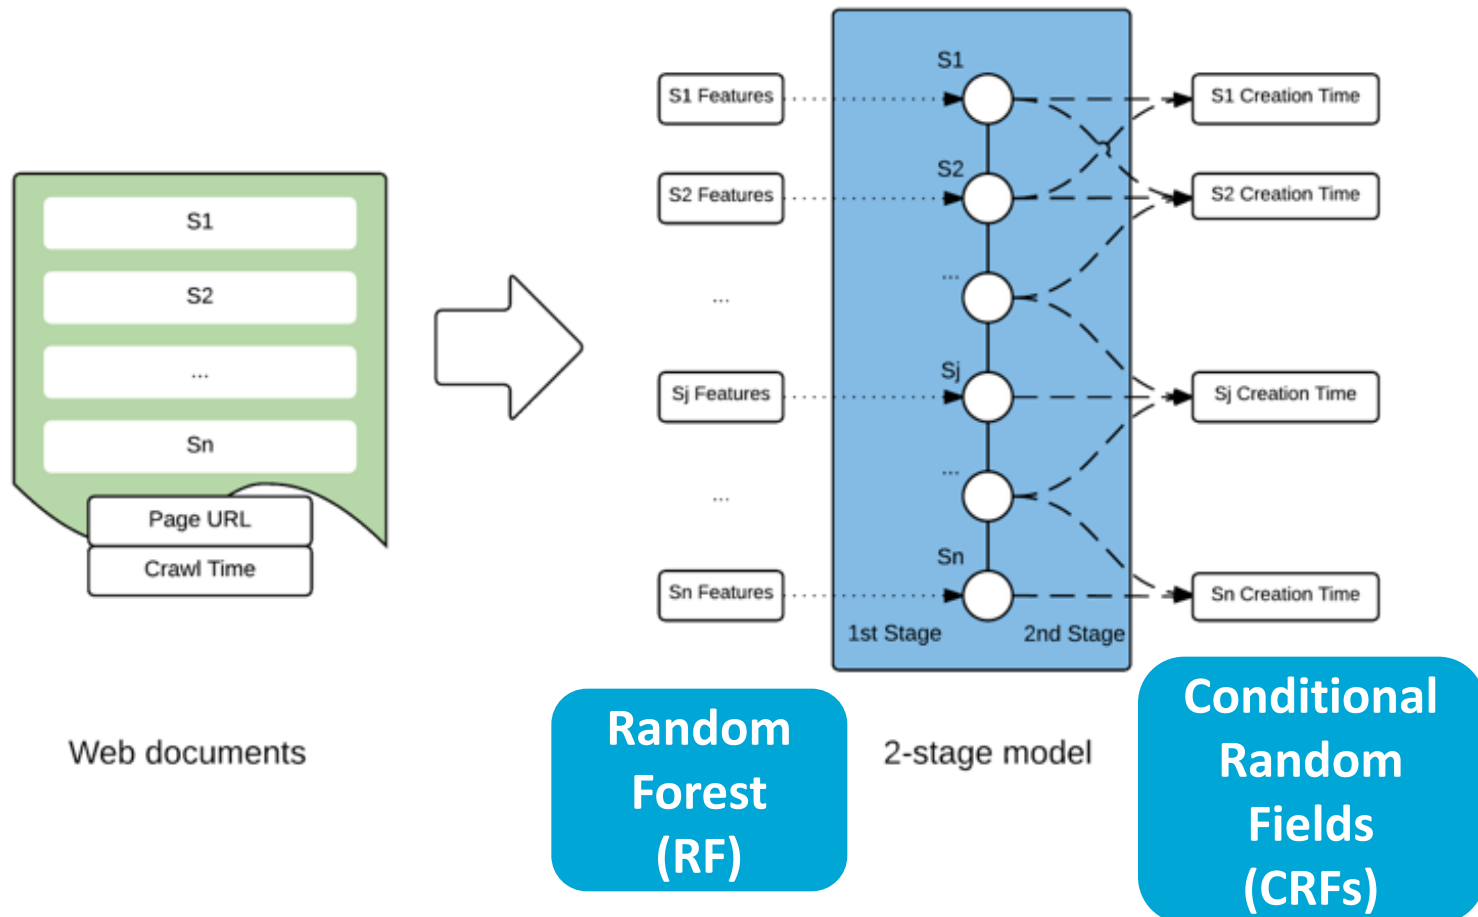 S1
S2
...
Sn
Page URL
Crawl Time
Web documents
S1 Features
S2 Features
...
Sj Features
...
Sn Features
S1
S2
...
Sj
...
Sn
1st Stage
2nd Stage
S1 Creation Time
S2 Creation Time
Sj Creation Time
Sn Creation Time
Random
Forest
(RF)
2-stage model
Conditional
Random
Fields
(CRFs)